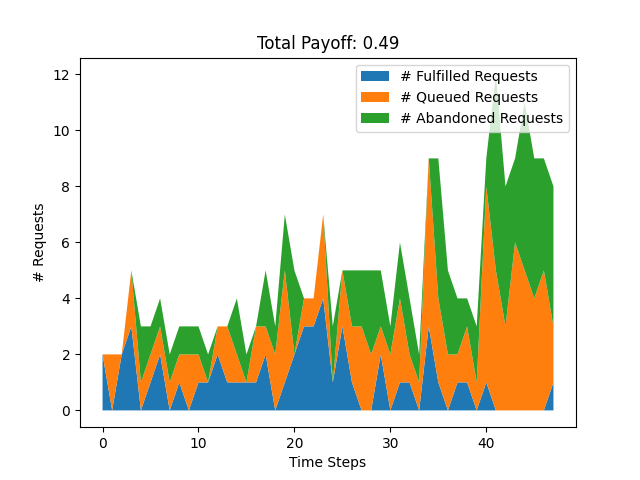 Total Payoff: 0.49
# Fulfilled Requests
# Queued Requests
# Abandoned Requests
# Requests
12
10
8
6
4
2
0
0 10 20 30 40
Time Steps